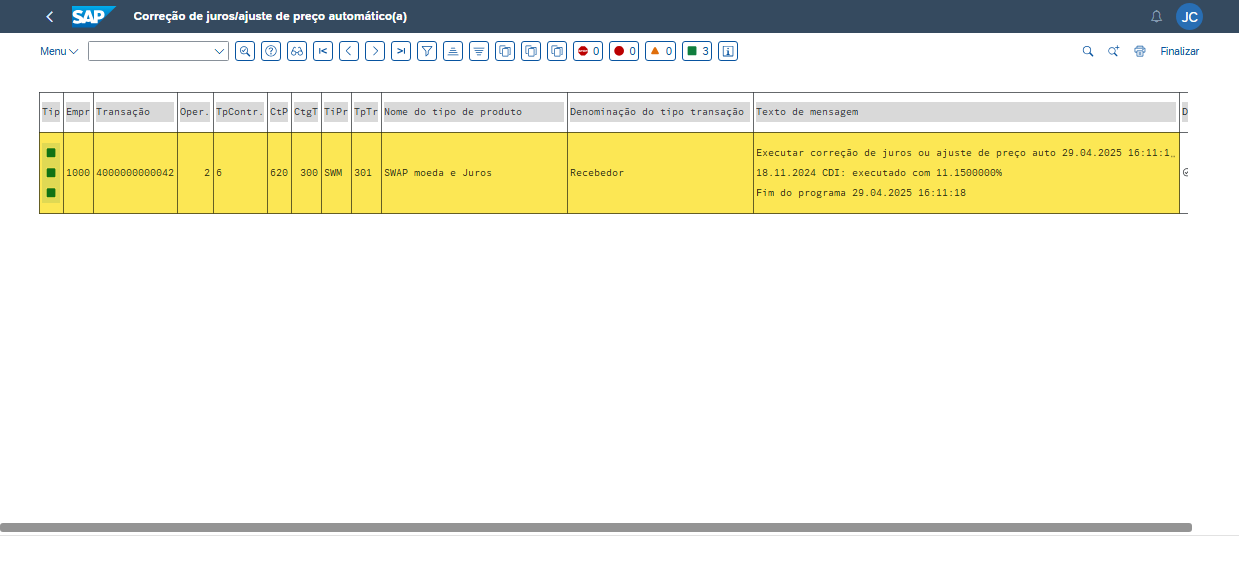 SAP Correção de juros/ajuste de preço automático(a) JC
Menu 0 0 0 3 Finalizar
Tip Empr Transação Oper. TpContr. CtP CtgT TiPr TpTr Nome do tipo de produto Denominação do tipo transação Texto de mensagem D
Executar correção de juros ou ajuste de preço auto 29.04.2025 16:11:1…
1000 4000000000042 2 6 620 300 SWM 301 SWAP moeda e Juros Recebedor 18.11.2024 CDI: executado com 11.1500000%
Fim do programa 29.04.2025 16:11:18